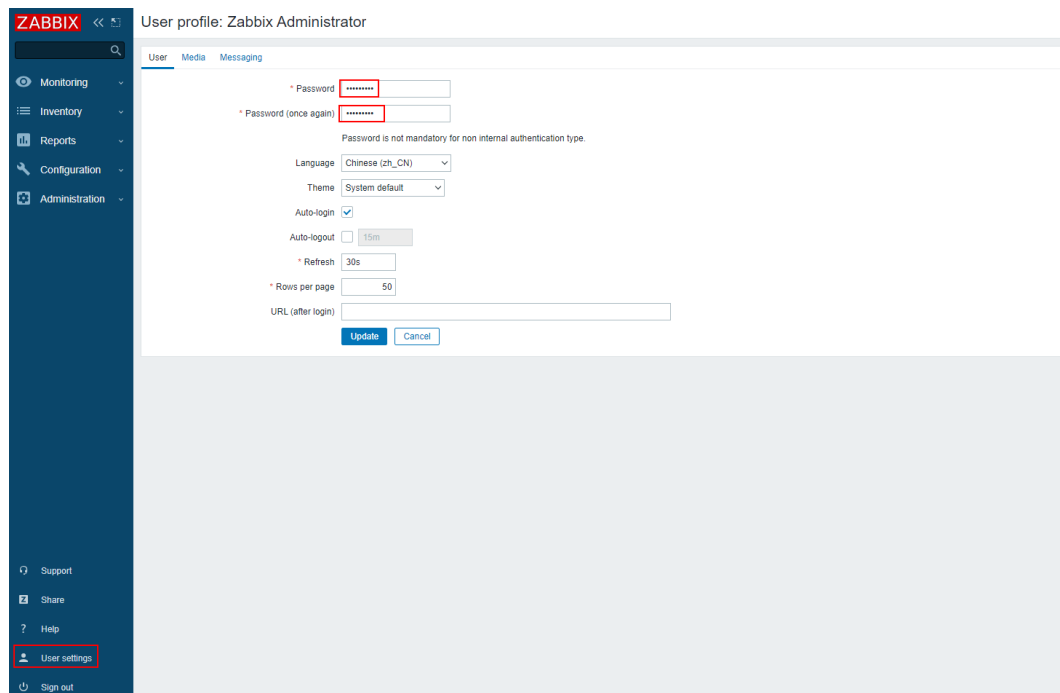 ZABBIX
User profile: Zabbix Administrator
User Media Messaging
Monitoring
Inventory
Reports
Configuration
Administration
* Password •••••••••
* Password (once again) •••••••••
Password is not mandatory for non internal authentication type.
Language Chinese (zh_CN)
Theme System default
Auto-login
Auto-logout 15m
* Refresh 30s
* Rows per page 50
URL (after login)
Update Cancel
Support
Z Share
? Help
User settings
Sign out